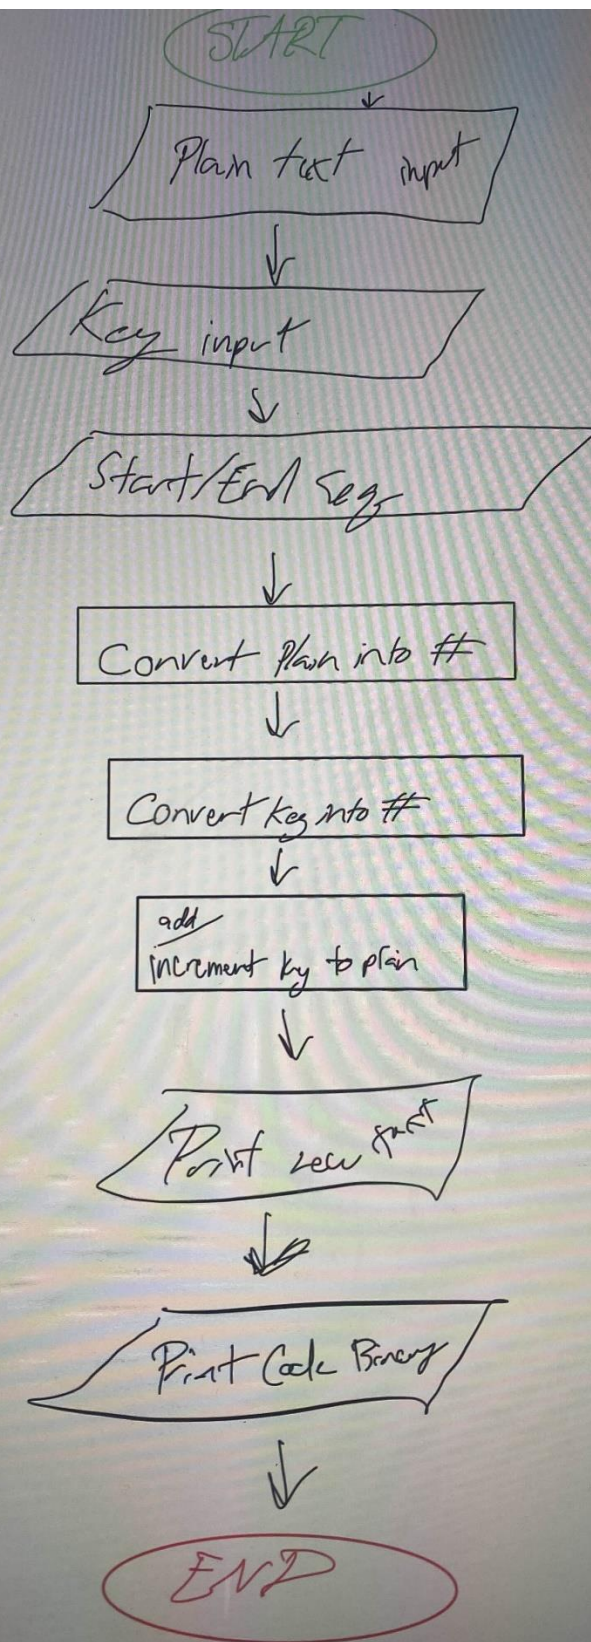 START
Plain text input
Key input
Start/End Seq
Convert Plain into #
Convert Key into #
add/
increment key to plain
Print new text
Print Code Binary
END